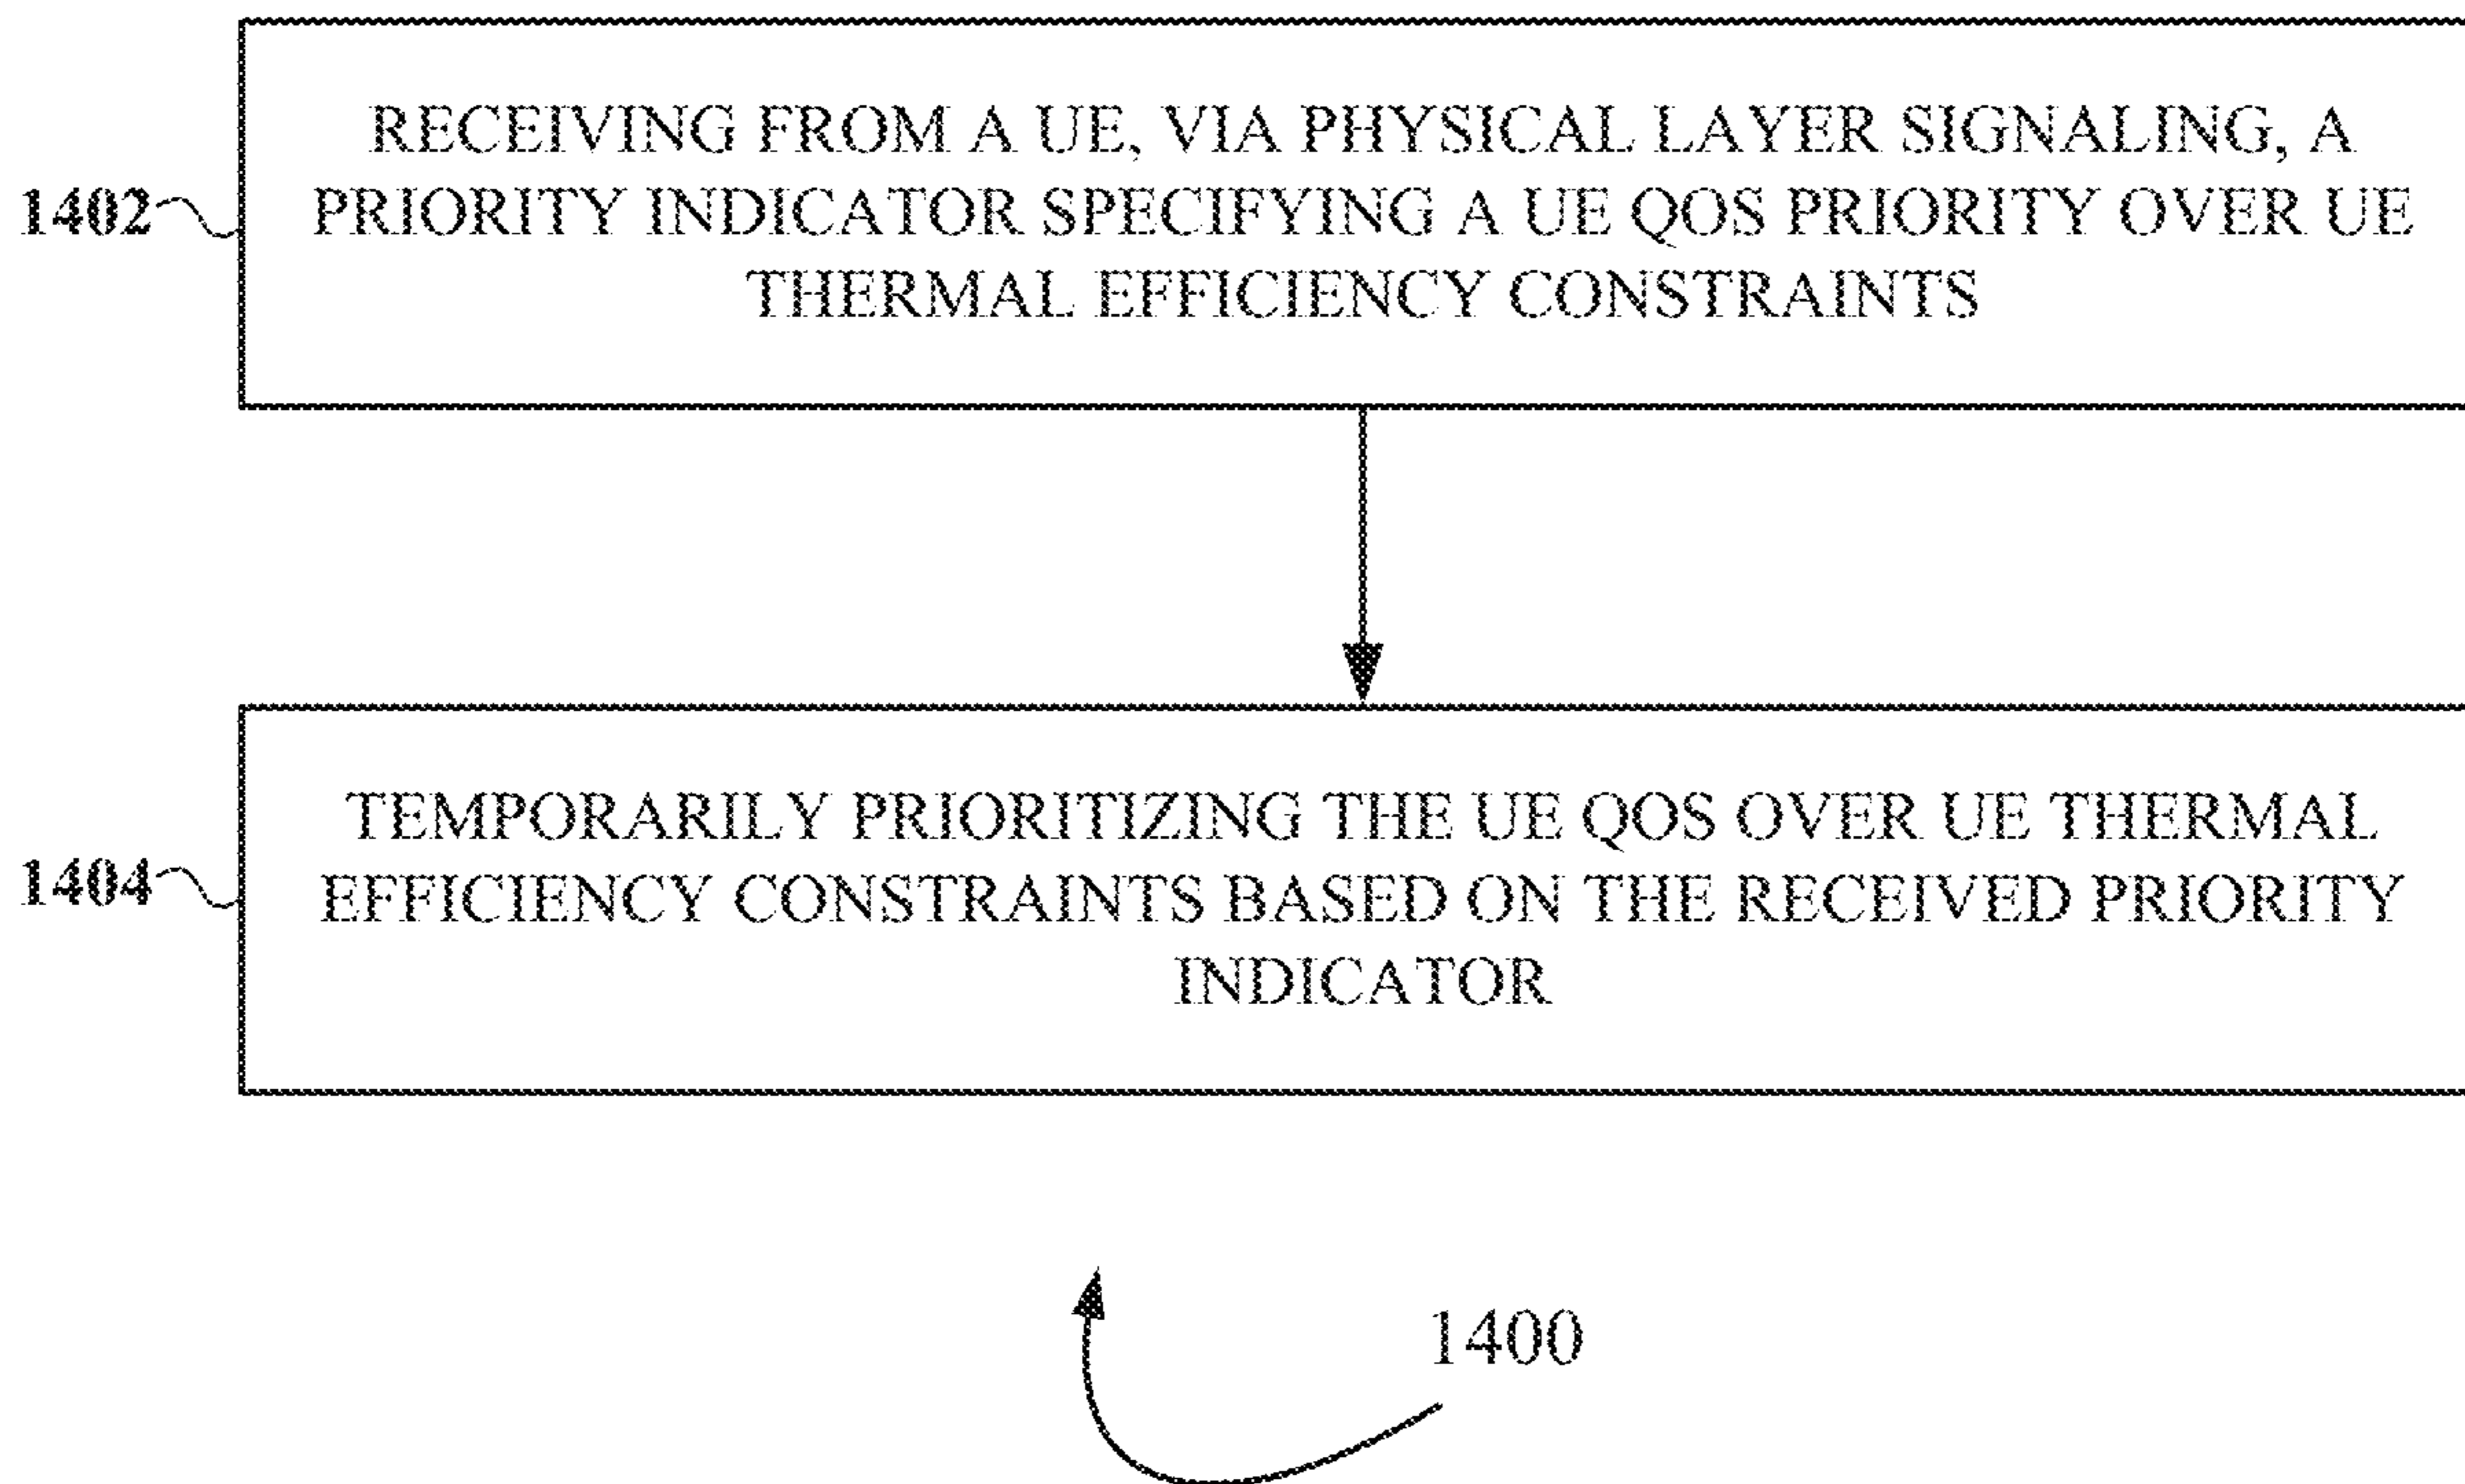 RECEIVING FROM A UE, VIA PHYSICAL LAYER SIGNALING, A
1402
PRIORITY INDICATOR SPECIFYING A UE QOS PRIORITY OVER UE
THERMAL EFFICIENCY CONSTRAINTS
TEMPORARILY PRIORITIZING THE UE QOS OVER UE THERMAL
1404
EFFICIENCY CONSTRAINTS BASED ON THE RECEIVED PRIORITY
INDICATOR
1400